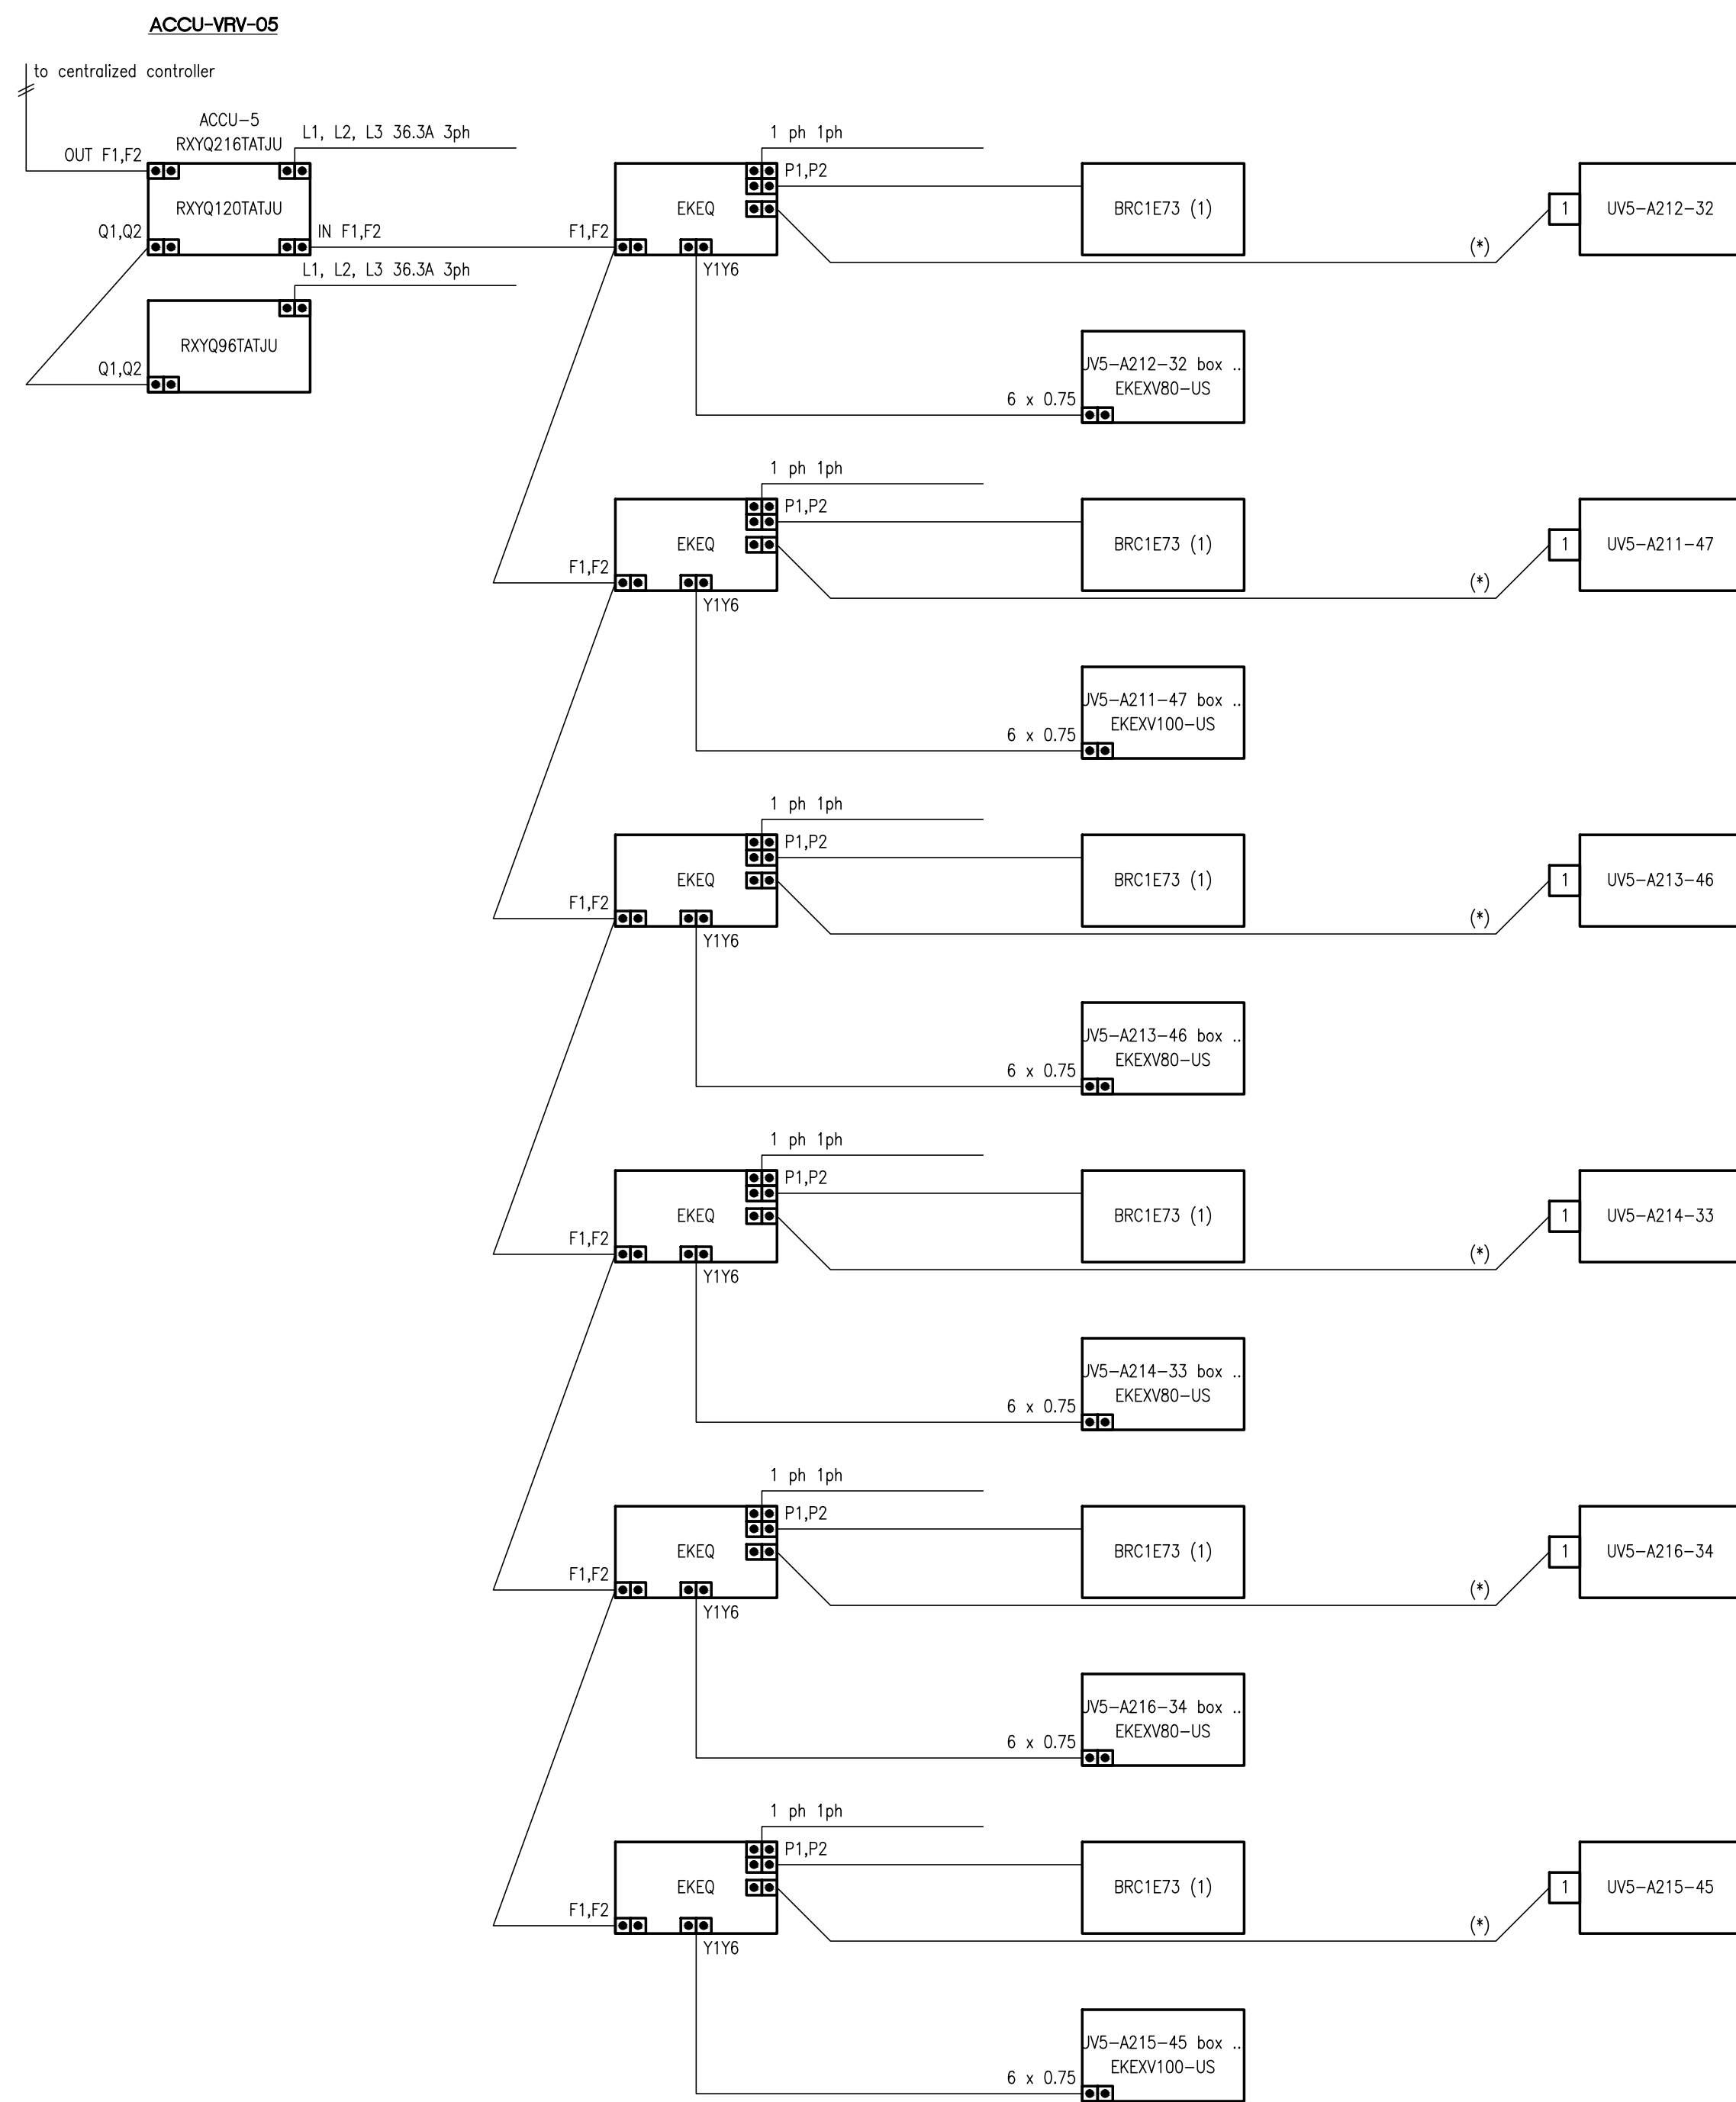 ACCU-VRV-05
to centralized controller
ACCU-5
RXYQ216TATJU
L1, L2, L3 36.3A 3ph
OUT F1,F2
RXYQ120TATJU
Q1,Q2
IN F1,F2
L1, L2, L3 36.3A 3ph
RXYQ96TATJU
Q1,Q2
1 ph 1ph
P1,P2
EKEQ
F1,F2
Y1Y6
BRC1E73 (1)
(*)
1
UV5-A212-32
UV5-A212-32 box ..
EKEXV80-US
6 x 0.75
1 ph 1ph
P1,P2
EKEQ
F1,F2
Y1Y6
BRC1E73 (1)
(*)
1
UV5-A211-47
UV5-A211-47 box ..
EKEXV100-US
6 x 0.75
1 ph 1ph
P1,P2
EKEQ
F1,F2
Y1Y6
BRC1E73 (1)
(*)
1
UV5-A213-46
UV5-A213-46 box ..
EKEXV80-US
6 x 0.75
1 ph 1ph
P1,P2
EKEQ
F1,F2
Y1Y6
BRC1E73 (1)
(*)
1
UV5-A214-33
UV5-A214-33 box ..
EKEXV80-US
6 x 0.75
1 ph 1ph
P1,P2
EKEQ
F1,F2
Y1Y6
BRC1E73 (1)
(*)
1
UV5-A216-34
UV5-A216-34 box ..
EKEXV80-US
6 x 0.75
1 ph 1ph
P1,P2
EKEQ
F1,F2
Y1Y6
BRC1E73 (1)
(*)
1
UV5-A215-45
UV5-A215-45 box ..
EKEXV100-US
6 x 0.75